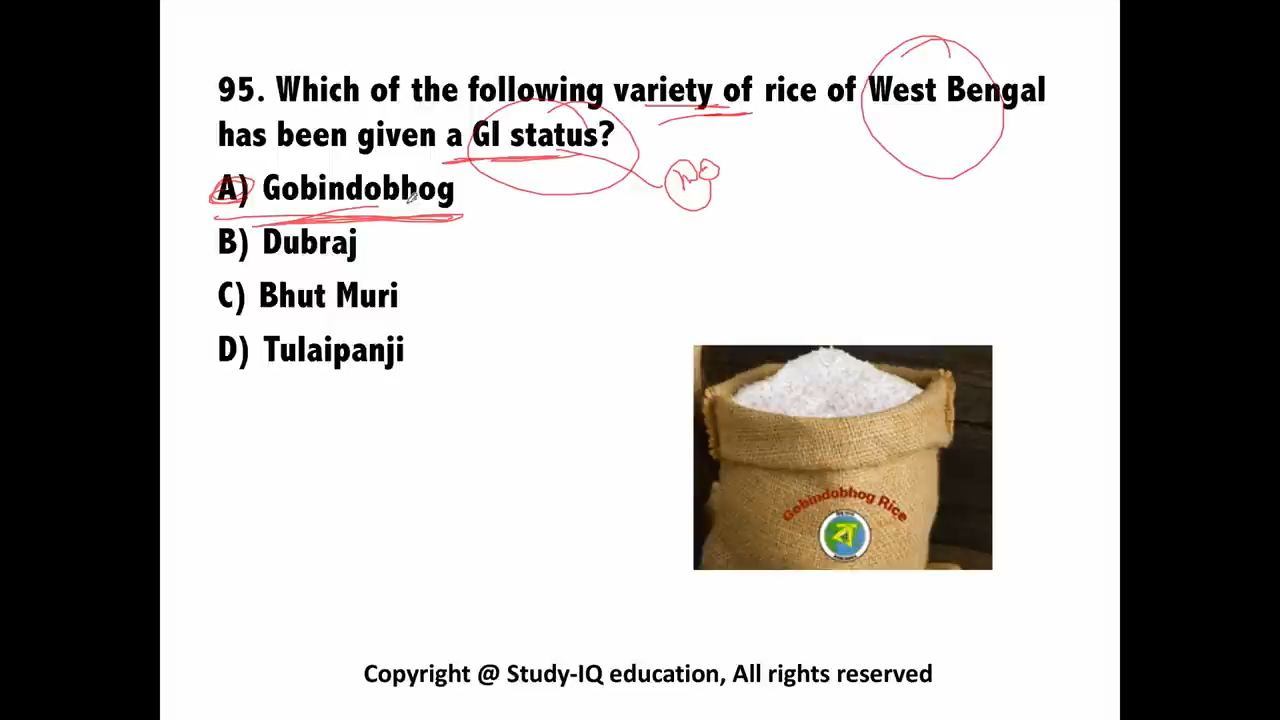 95. Which of the following variety of rice of West Bengal
has been given a GI status?
A) Gobindobhog
B) Dubraj
C) Bhut Muri
D) Tulaipanji
Gobindobhog Rice
Copyright @ Study-IQ education, All rights reserved